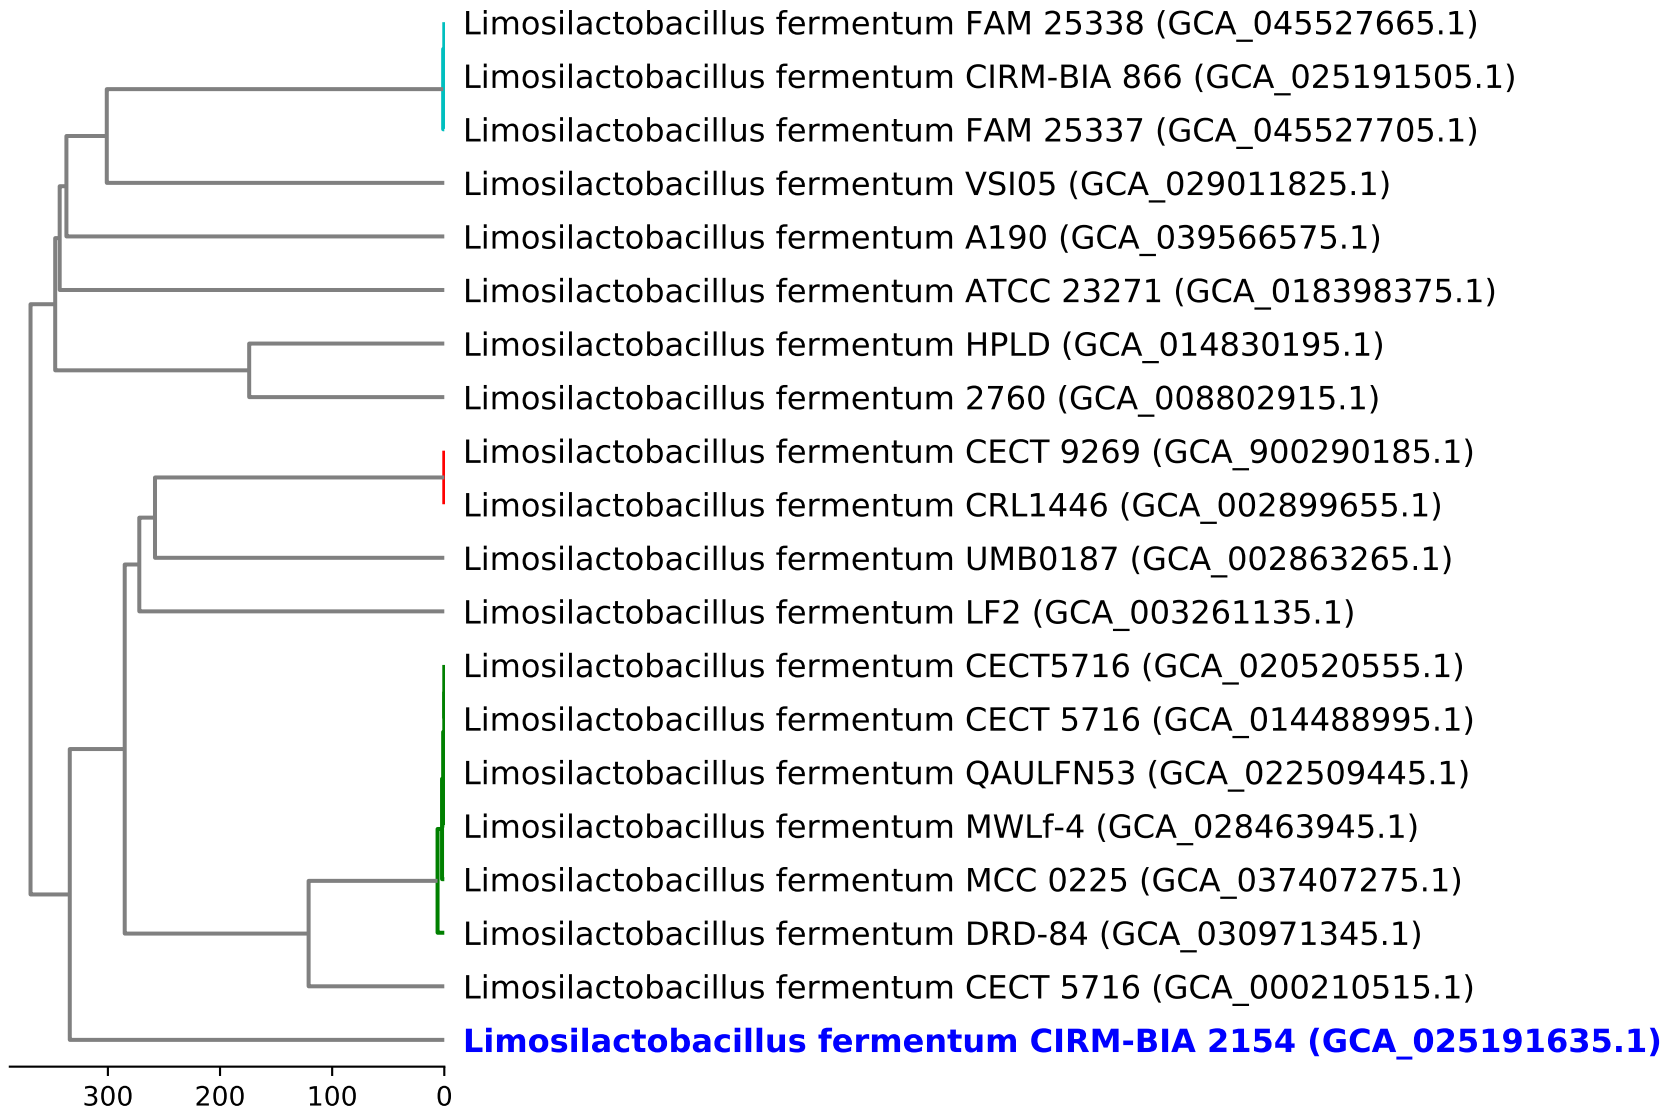 Limosilactobacillus fermentum FAM 25338 (GCA_045527665.1)
Limosilactobacillus fermentum CIRM-BIA 866 (GCA_025191505.1)
Limosilactobacillus fermentum FAM 25337 (GCA_045527705.1)
Limosilactobacillus fermentum VSI05 (GCA_029011825.1)
Limosilactobacillus fermentum A190 (GCA_039566575.1)
Limosilactobacillus fermentum ATCC 23271 (GCA_018398375.1)
Limosilactobacillus fermentum HPLD (GCA_014830195.1)
Limosilactobacillus fermentum 2760 (GCA_008802915.1)
Limosilactobacillus fermentum CECT 9269 (GCA_900290185.1)
Limosilactobacillus fermentum CRL1446 (GCA_002899655.1)
Limosilactobacillus fermentum UMB0187 (GCA_002863265.1)
Limosilactobacillus fermentum LF2 (GCA_003261135.1)
Limosilactobacillus fermentum CECT5716 (GCA_020520555.1)
Limosilactobacillus fermentum CECT 5716 (GCA_014488995.1)
Limosilactobacillus fermentum QAULFN53 (GCA_022509445.1)
Limosilactobacillus fermentum MWLf-4 (GCA_028463945.1)
Limosilactobacillus fermentum MCC 0225 (GCA_037407275.1)
Limosilactobacillus fermentum DRD-84 (GCA_030971345.1)
Limosilactobacillus fermentum CECT 5716 (GCA_000210515.1)
Limosilactobacillus fermentum CIRM-BIA 2154 (GCA_025191635.1)
300 200 100 0